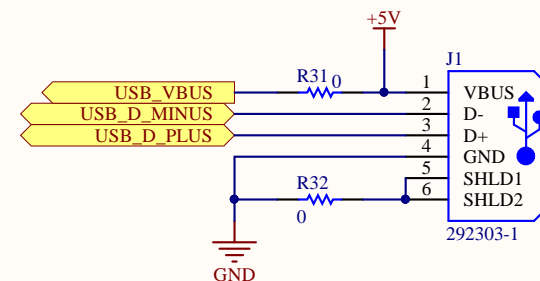 +5V
J1
R31 0
USB_VBUS
1 VBUS
USB_D_MINUS
2 D-
USB_D_PLUS
3 D+
4 GND
5 SHLD1
R32
6 SHLD2
0
292303-1
GND